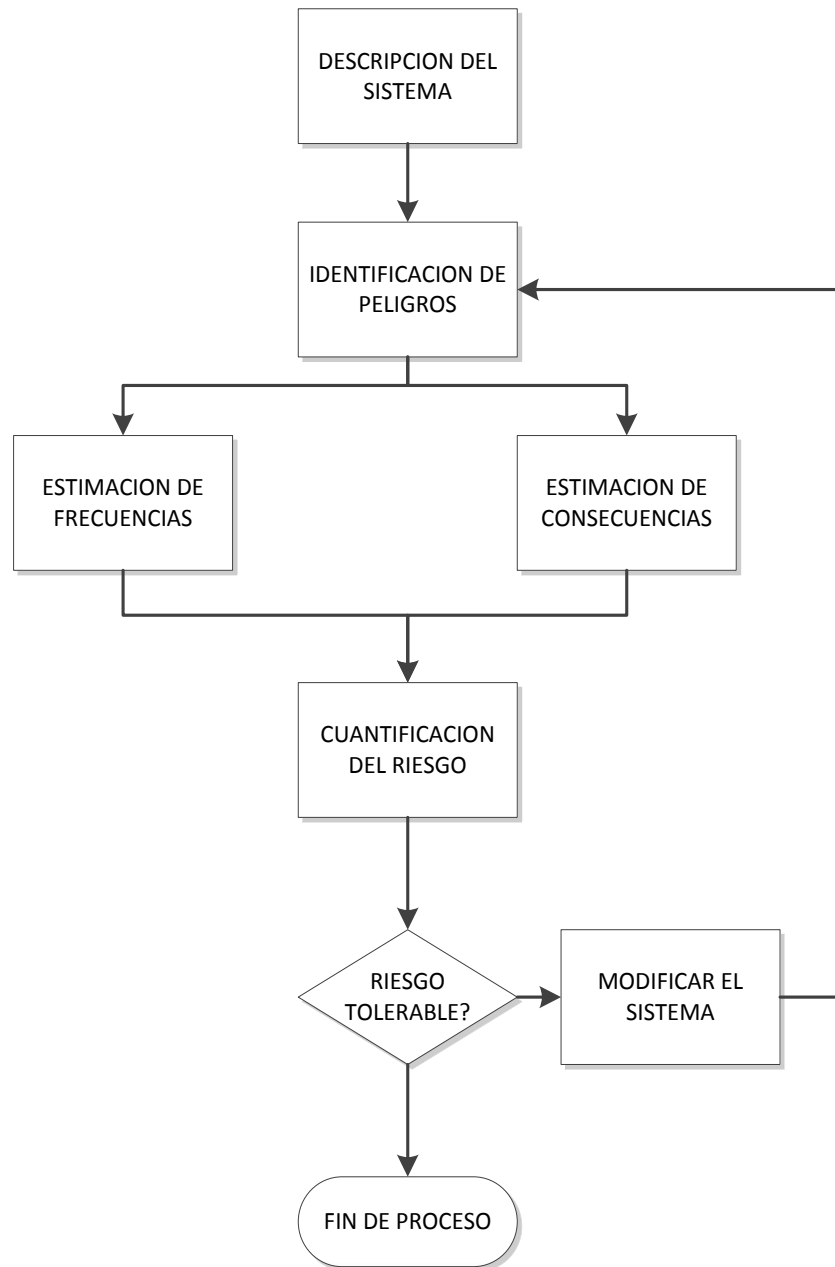 DESCRIPCION DEL
SISTEMA
IDENTIFICACION DE
PELIGROS
ESTIMACION DE
FRECUENCIAS
ESTIMACION DE
CONSECUENCIAS
CUANTIFICACION
DEL RIESGO
RIESGO
TOLERABLE?
MODIFICAR EL
SISTEMA
FIN DE PROCESO